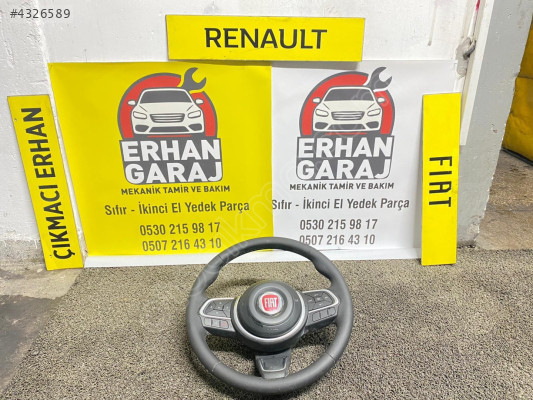 #4326589
RENAULT
ÇIKMACI ERHAN
ERHAN
GARAJ
MEKANİK TAMİR VE BAKIM
Sıfır - İkinci El Yedek Parça
0530 215 98 17
0507 216 43 10
ERHAN
GARAJ
MEKANİK TAMİR VE BAKIM
Sıfır - İkinci El Yedek Parça
0530 215 98 17
0507 216 43 10
FIAT
FIAT